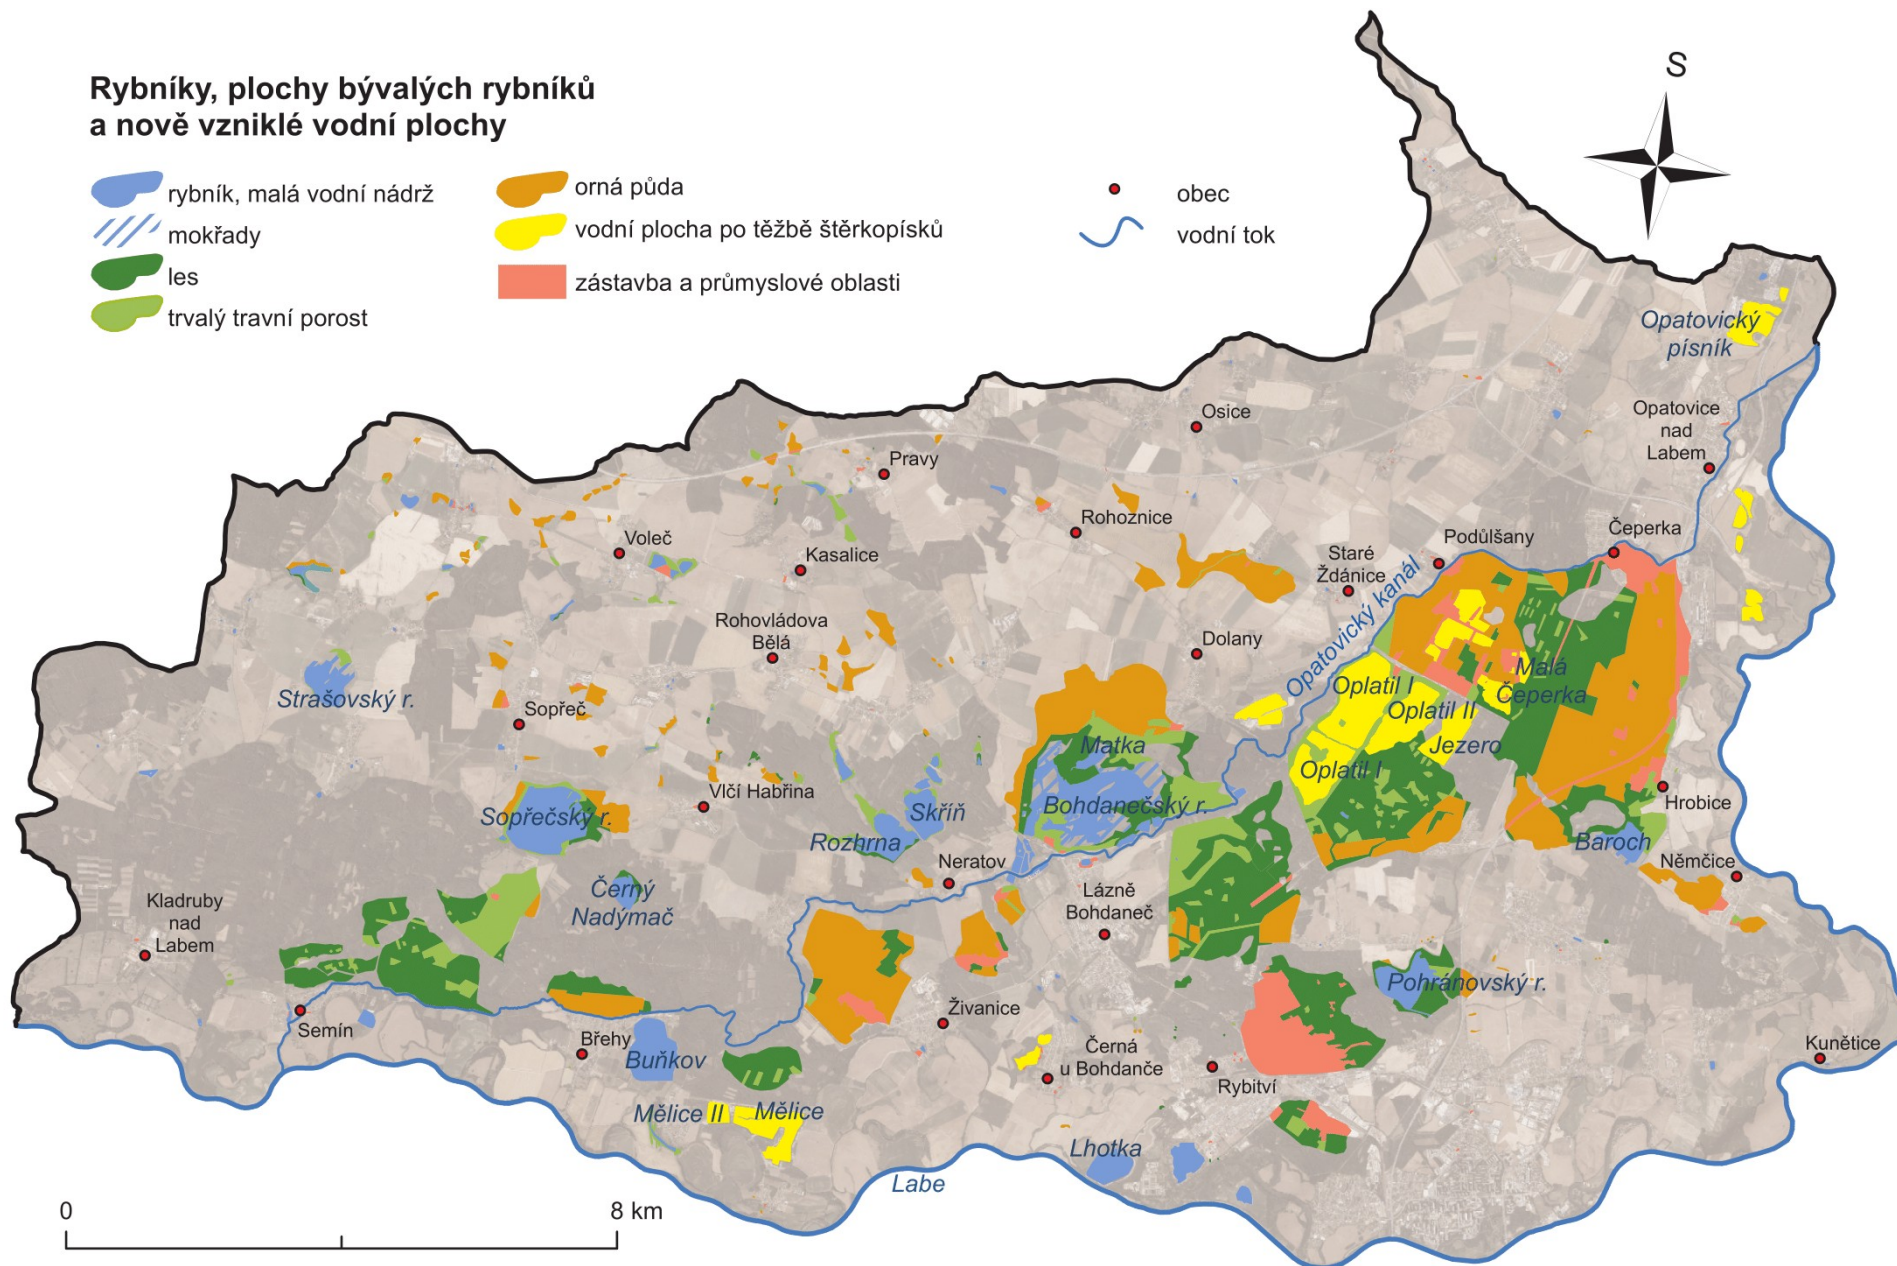 Rybníky, plochy bývalých rybníků
a nově vzniklé vodní plochy
rybník, malá vodní nádrž
mokřady
les
trvalý travní porost
orná půda
vodní plocha po těžbě štěrkopísků
zástavba a průmyslové oblasti
obec
vodní tok
S
Opatovický
písník
Opatovice
nad
Labem
Osice
Pravy
Rohoznice
Voleč
Kasalice
Staré
Ždánice
Podůlšany
Čeperka
Opatovický kanál
Rohovládova
Bělá
Dolany
Strašovský r.
Sopřeč
Oplatil I
Oplatil II
Malá
Čeperka
Jezero
Oplatil I
Matka
Bohdanečský r.
Vlčí Habřina
Sopřečský r.
Skříň
Rozhrna
Hrobice
Baroch
Němčice
Neratov
Černý
Nadýmač
Lázně
Bohdaneč
Kladruby
nad
Labem
Pohránovský r.
Semín
Břehy
Buňkov
Živanice
Černá
u Bohdanče
Rybitví
Kunětice
Mělice II
Mělice
Lhotka
Labe
0
8 km